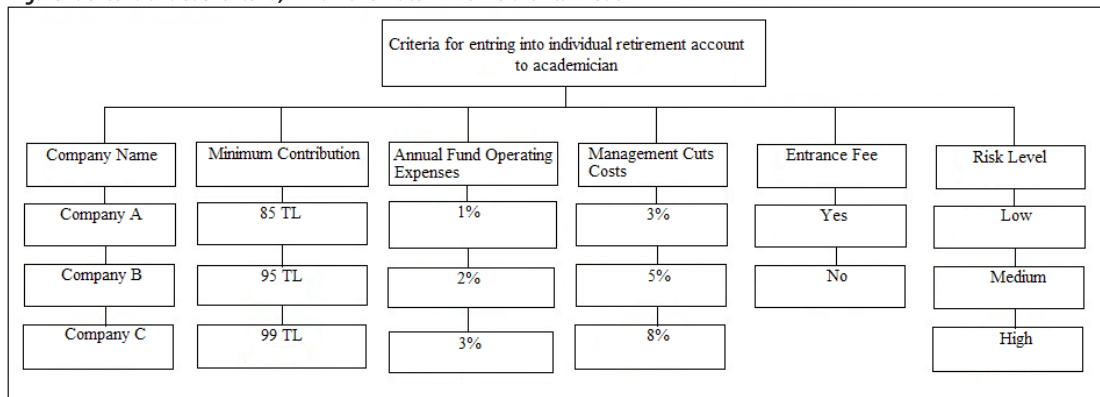 Criteria for entring into individual retirement account
to academician
Company Name
Minimum Contribution
Annual Fund Operating
Expenses
Management Cuts
Costs
Entrance Fee
Risk Level
Company A
85 TL
1%
3%
Yes
Low
Company B
95 TL
2%
5%
No
Medium
Company C
99 TL
3%
8%
High